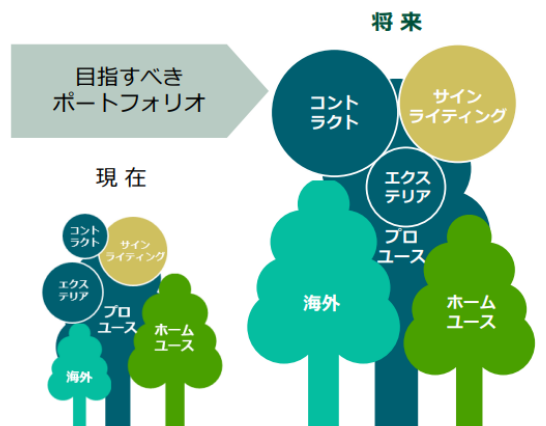 将来
目指すべき
ポートフォリオ
コント
ラクト
サイン
ライティング
エクス
テリア
プロ
ユース
海外
ホーム
ユース
現在
コント
ラクト
サイン
ライティング
エクス
テリア
プロ
ユース
ホーム
ユース
海外